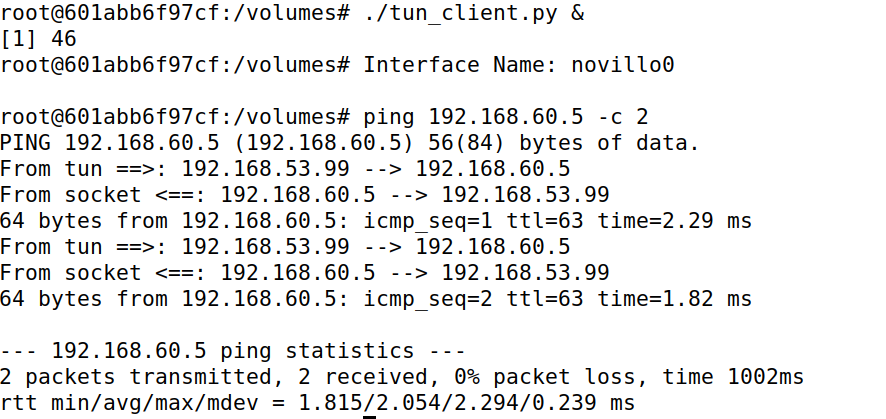 root@601abb6f97cf:/volumes# ./tun_client.py &
[1] 46
root@601abb6f97cf:/volumes# Interface Name: novillo0
root@601abb6f97cf:/volumes# ping 192.168.60.5 -c 2
PING 192.168.60.5 (192.168.60.5) 56(84) bytes of data.
From tun ==>: 192.168.53.99 --> 192.168.60.5
From socket <==: 192.168.60.5 --> 192.168.53.99
64 bytes from 192.168.60.5: icmp_seq=1 ttl=63 time=2.29 ms
From tun ==>: 192.168.53.99 --> 192.168.60.5
From socket <==: 192.168.60.5 --> 192.168.53.99
64 bytes from 192.168.60.5: icmp_seq=2 ttl=63 time=1.82 ms
--- 192.168.60.5 ping statistics ---
2 packets transmitted, 2 received, 0% packet loss, time 1002ms
rtt min/avg/max/mdev = 1.815/2.054/2.294/0.239 ms